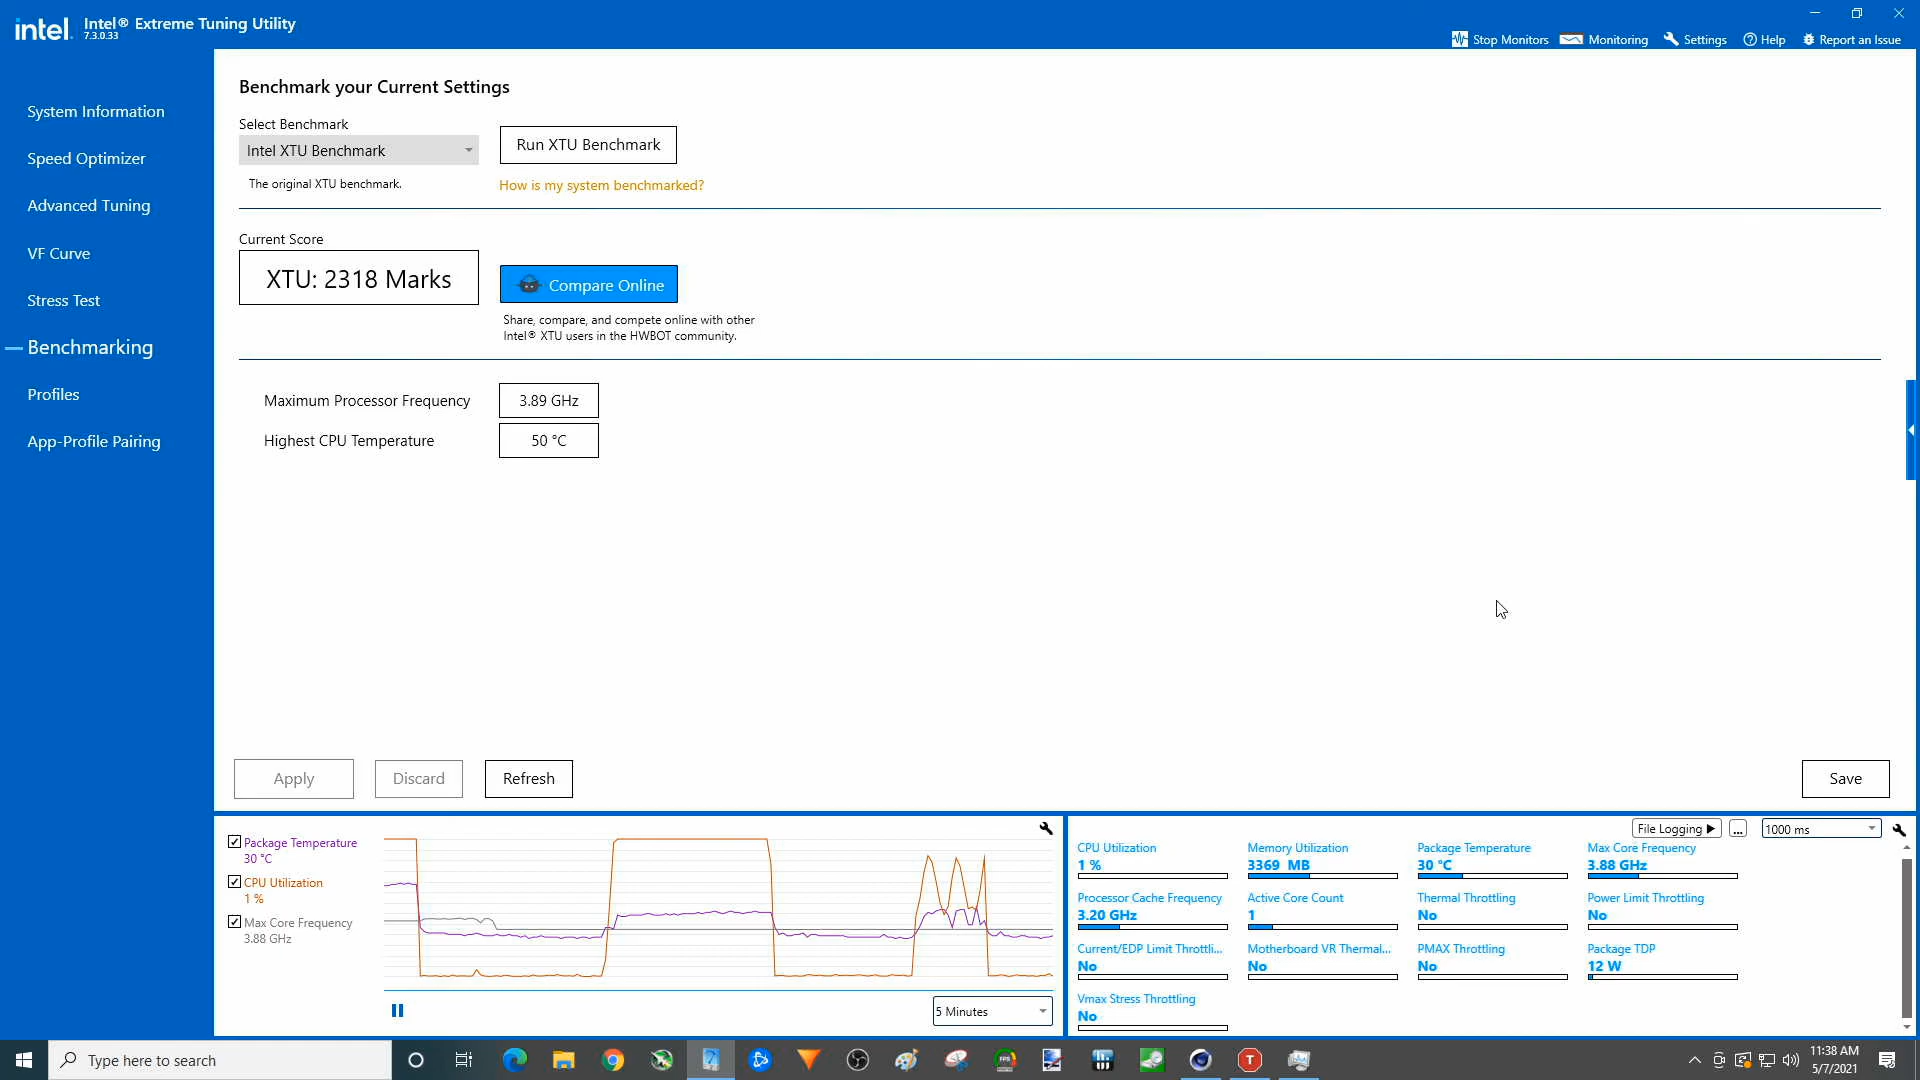 intel.
Intel® Extreme Tuning Utility
7.3.0.33
Stop Monitors
Monitoring
Settings
Help
Report an Issue
System Information
Speed Optimizer
Advanced Tuning
VF Curve
Stress Test
Benchmarking
Profiles
App-Profile Pairing
Benchmark your Current Settings
Select Benchmark
Intel XTU Benchmark
Run XTU Benchmark
The original XTU benchmark.
How is my system benchmarked?
Current Score
XTU: 2318 Marks
Compare Online
Share, compare, and compete online with other
Intel® XTU users in the HWBOT community.
Maximum Processor Frequency
3.89 GHz
Highest CPU Temperature
50 °C
Apply
Discard
Refresh
Save
Package Temperature
30 °C
CPU Utilization
1 %
Max Core Frequency
3.88 GHz
5 Minutes
File Logging
...
1000 ms
CPU Utilization
1 %
Memory Utilization
3369 MB
Package Temperature
30 °C
Max Core Frequency
3.88 GHz
Processor Cache Frequency
3.20 GHz
Active Core Count
1
Thermal Throttling
No
Power Limit Throttling
No
Current/EDP Limit Throttli...
No
Motherboard VR Thermal...
No
PMAX Throttling
No
Package TDP
12 W
Vmax Stress Throttling
No
Type here to search
FPS
T
11:38 AM
5/7/2021